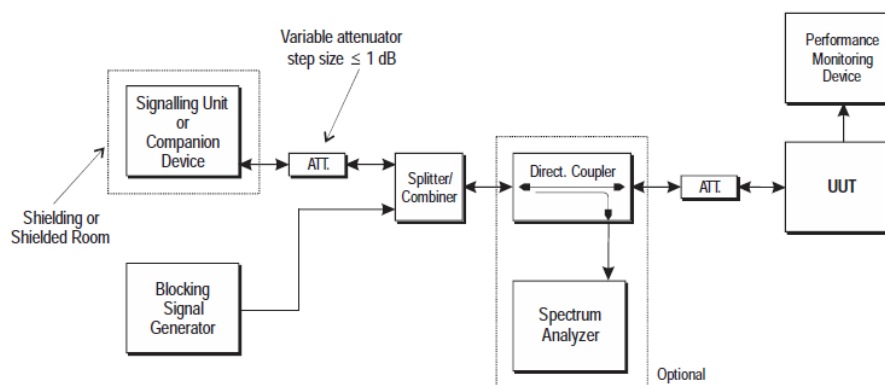 Variable attenuator
step size ≤ 1 dB
Performance
Monitoring
Device
Signalling Unit
or
Companion
Device
ATT.
Splitter/
Combiner
Direct. Coupler
ATT.
UUT
Shielding or
Shielded Room
Blocking
Signal
Generator
Spectrum
Analyzer
Optional